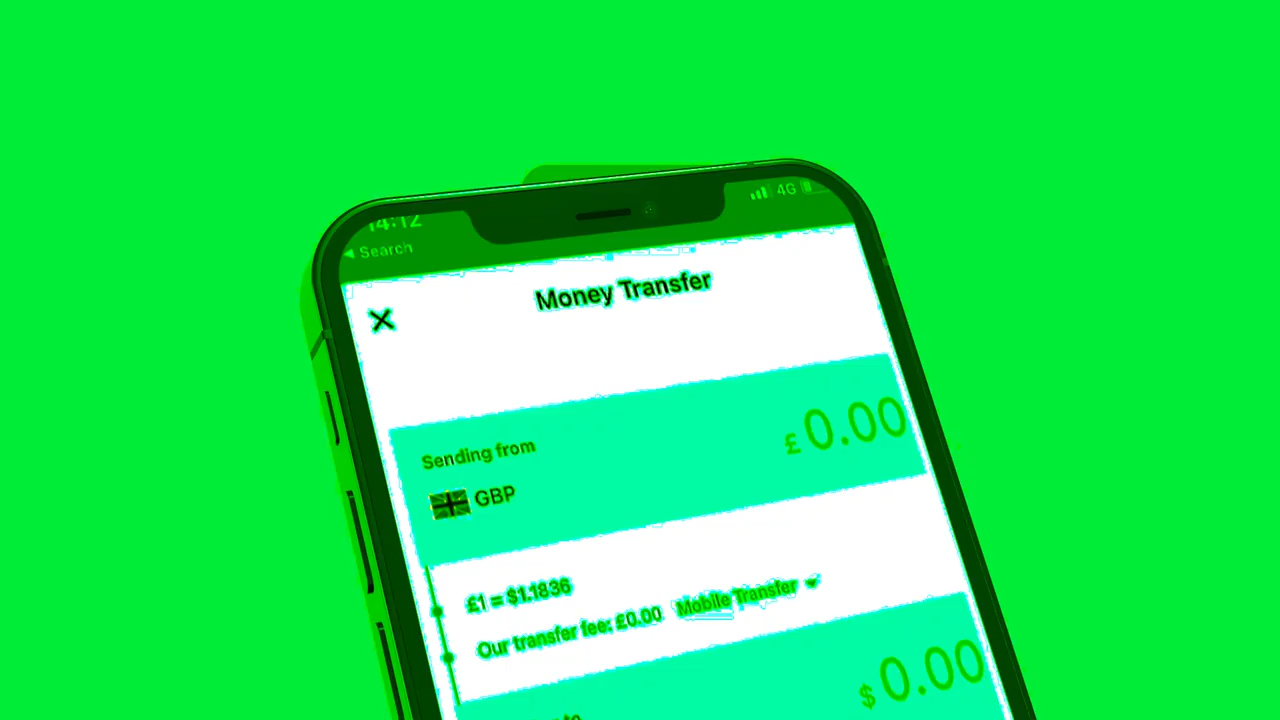 14:12
4G
◀ Search
Money Transfer
Sending from
£0.00
GBP
£1 = $1.1836
Our transfer fee: £0.00 Mobile Transfer
$0.00